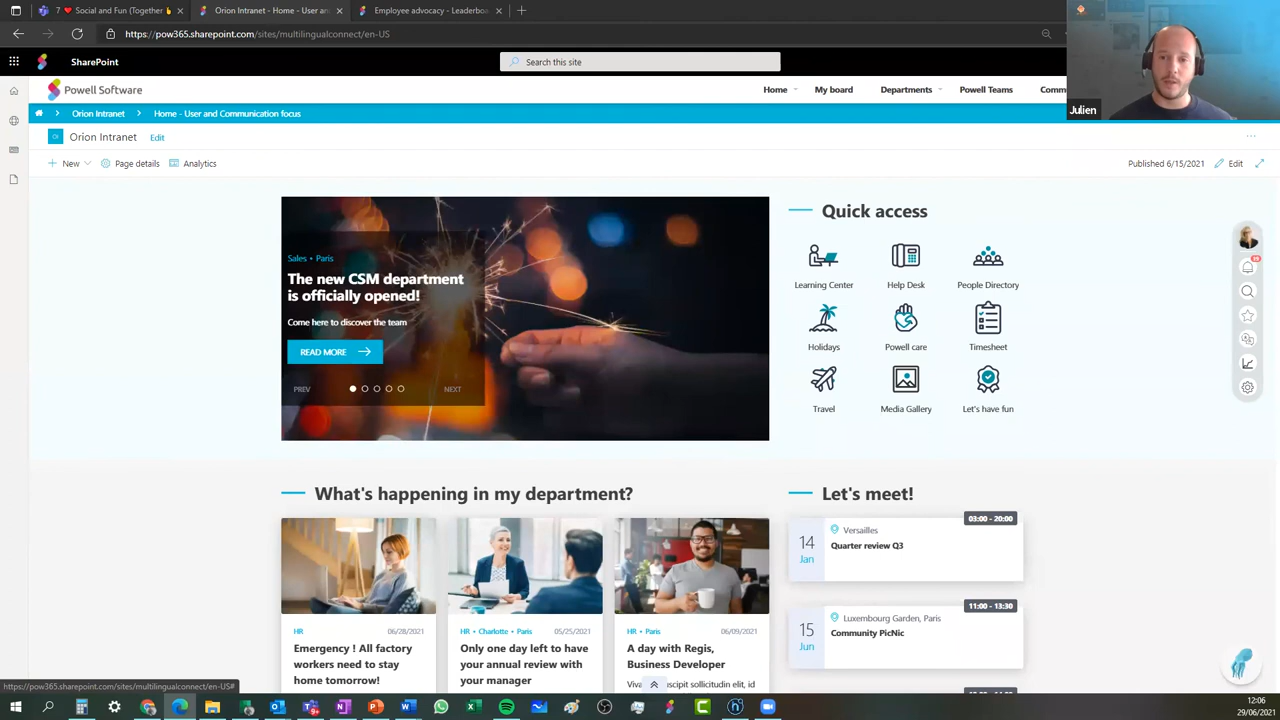 7 ❤ Social and Fun (Together
Orion Intranet - Home - User an
Employee advocacy - Leaderboa
https://pow365.sharepoint.com/sites/multilingualconnect/en-US
SharePoint
Search this site
Powell Software
Home
My board
Departments
Powell Teams
Comm
Julien
Orion Intranet
Home - User and Communication focus
OI
Orion Intranet
Edit
New
Page details
Analytics
Published 6/15/2021
Edit
Sales • Paris
The new CSM department
is officially opened!
Come here to discover the team
READ MORE
PREV
NEXT
Quick access
Learning Center
Help Desk
People Directory
Holidays
Powell care
Timesheet
Travel
Media Gallery
Let's have fun
What's happening in my department?
HR
06/28/2021
Emergency ! All factory
workers need to stay
home tomorrow!
HR • Charlotte • Paris
05/25/2021
Only one day left to have
your annual review with
your manager
HR • Paris
06/09/2021
A day with Regis,
Business Developer
suscipit sollicitudin elit, id
Let's meet!
03:00 - 20:00
14
Jan
Versailles
Quarter review Q3
11:00 - 13:30
15
Jun
Luxembourg Garden, Paris
Community PicNic
https://pow365.sharepoint.com/sites/multilingualconnect/en-US#
12:06
29/06/2021